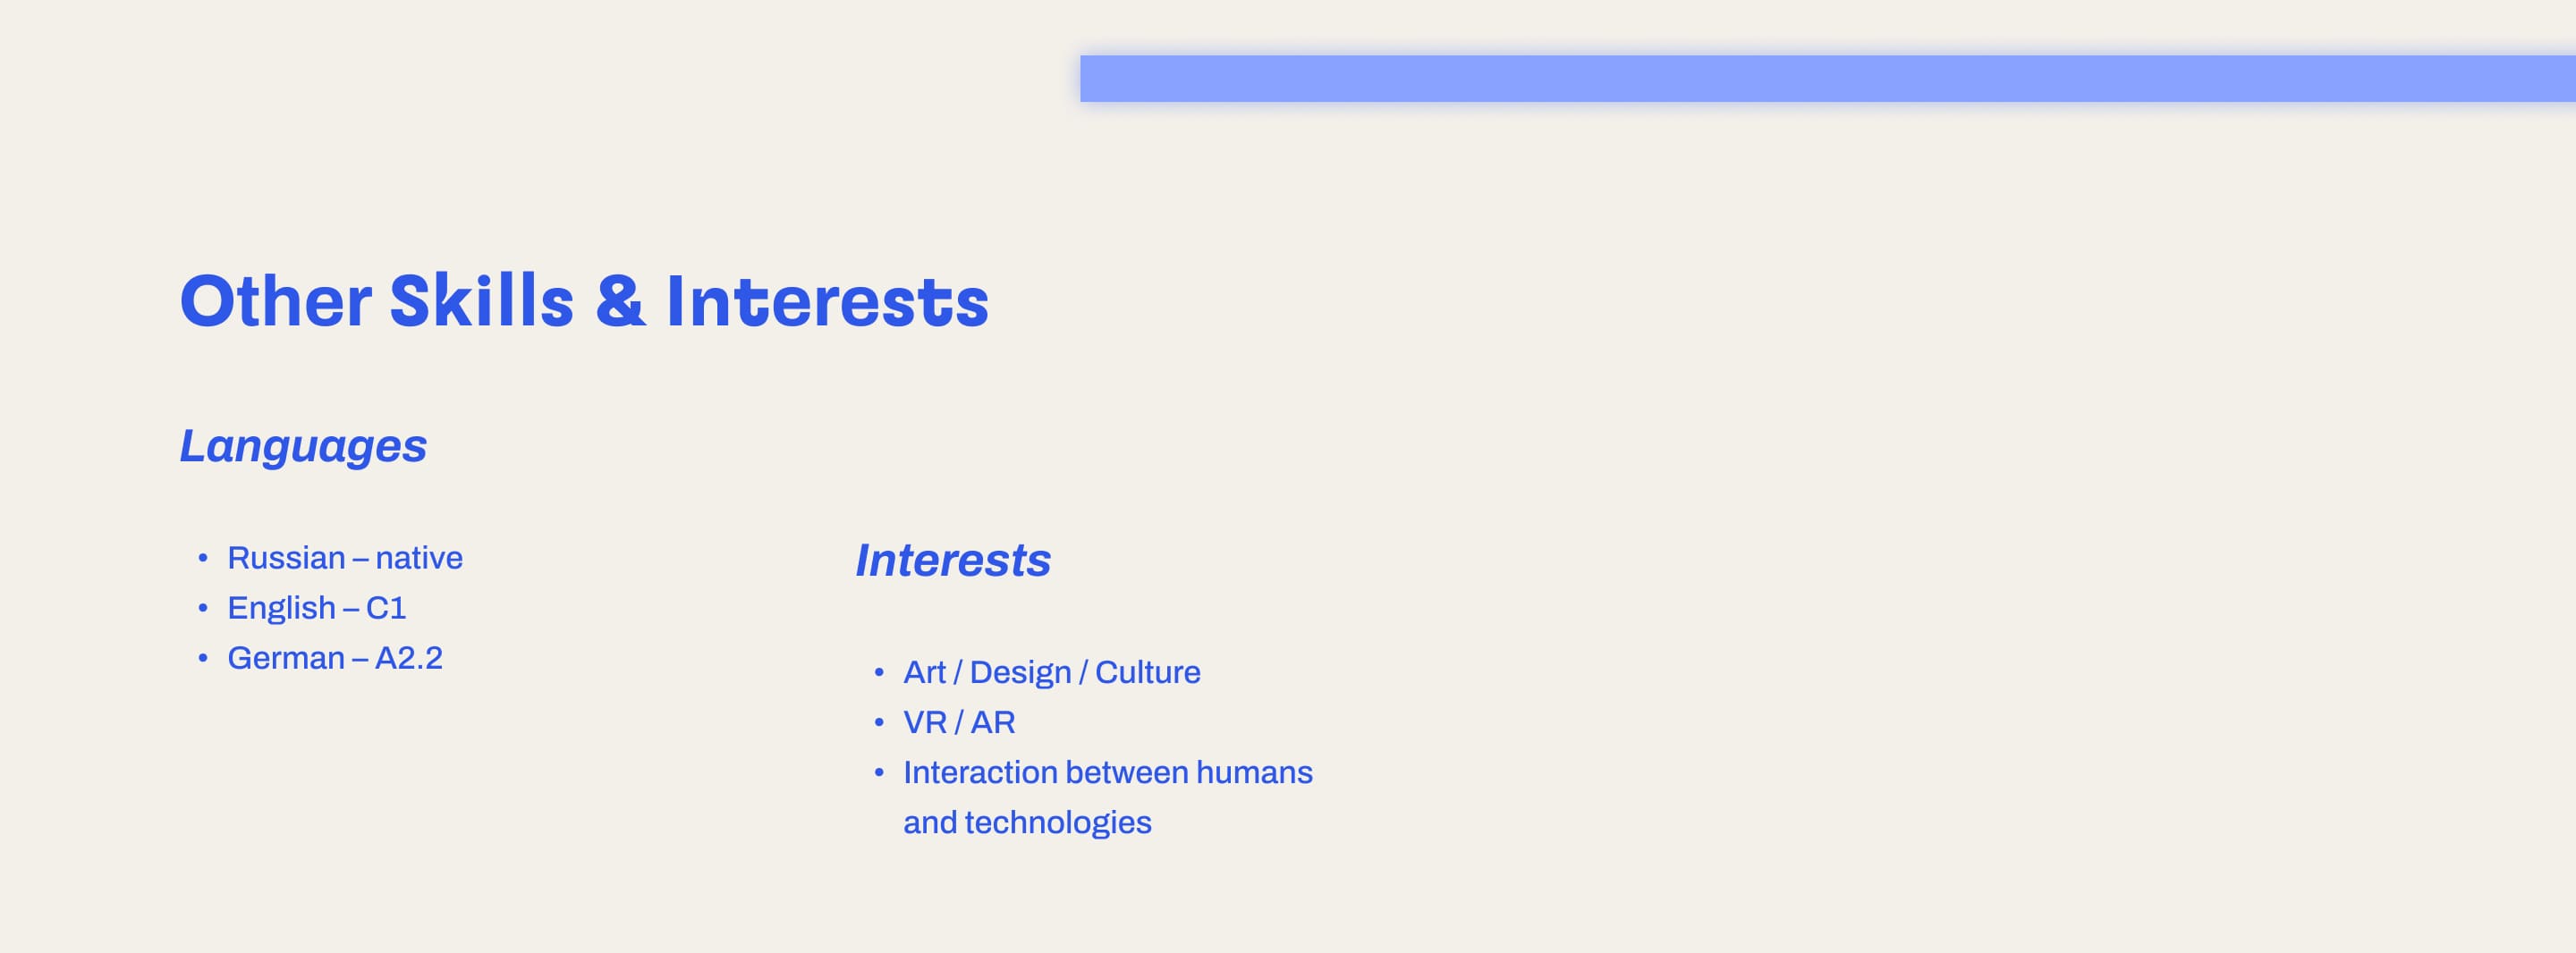 Other Skills & Interests
Languages
• Russian – native
• English – C1
• German – A2.2
Interests
• Art / Design / Culture
• VR / AR
• Interaction between humans
and technologies